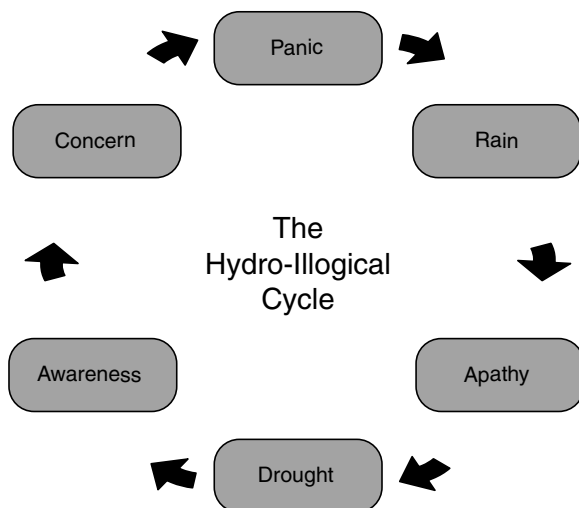 Panic
Concern
Rain
The
Hydro-Illogical
Cycle
Awareness
Apathy
Drought